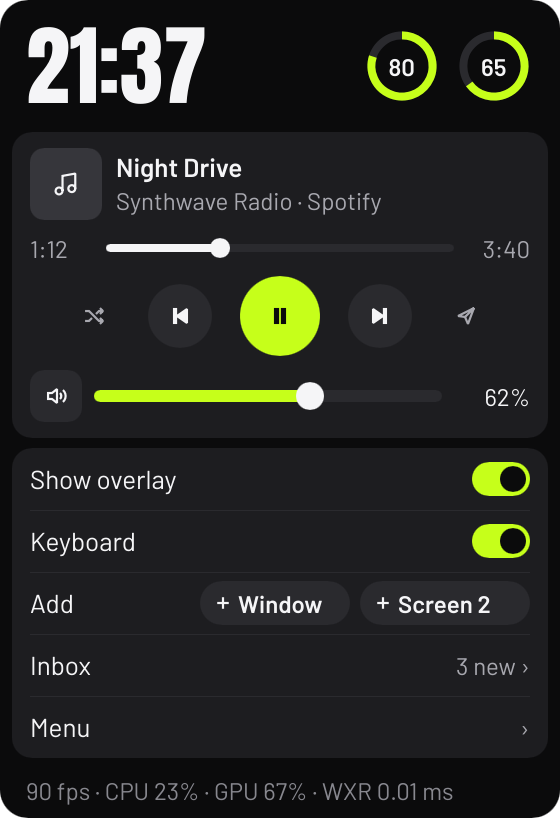 21:37
80
65
Night Drive
Synthwave Radio · Spotify
1:12
3:40
62%
Show overlay
Keyboard
Add
+ Window
+ Screen 2
Inbox
3 new ›
Menu
›
90 fps · CPU 23% · GPU 67% · WXR 0.01 ms